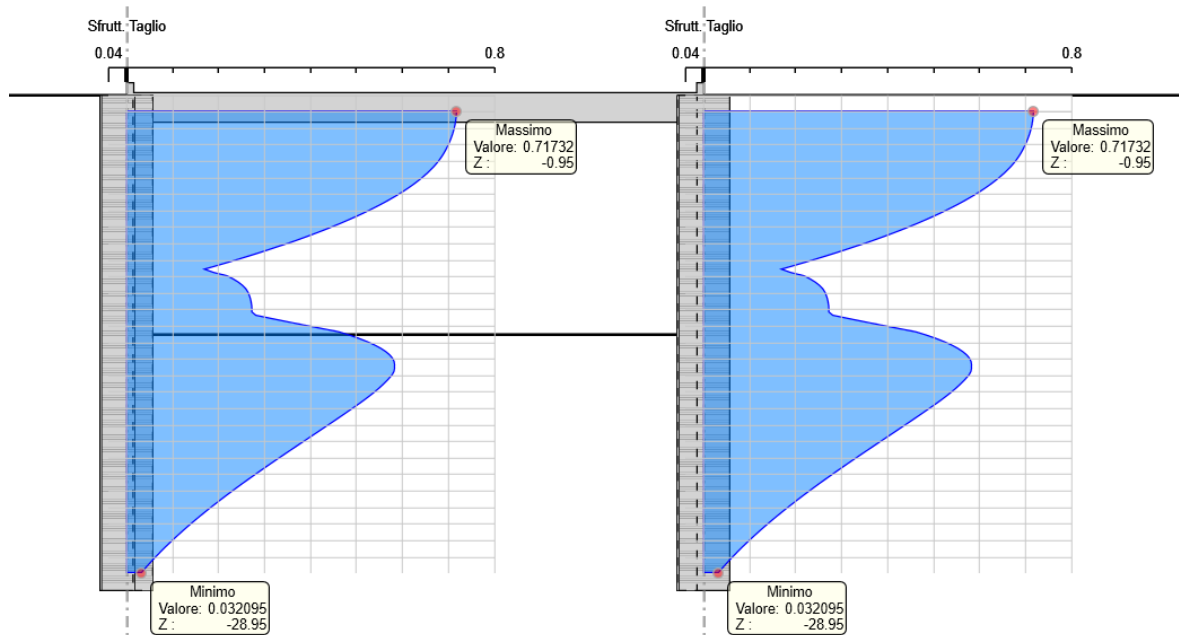 Sfrutt. Taglio
0.04
0.8
Massimo
Valore: 0.71732
Z : -0.95
Minimo
Valore: 0.032095
Z : -28.95
Sfrutt. Taglio
0.04
0.8
Massimo
Valore: 0.71732
Z : -0.95
Minimo
Valore: 0.032095
Z : -28.95